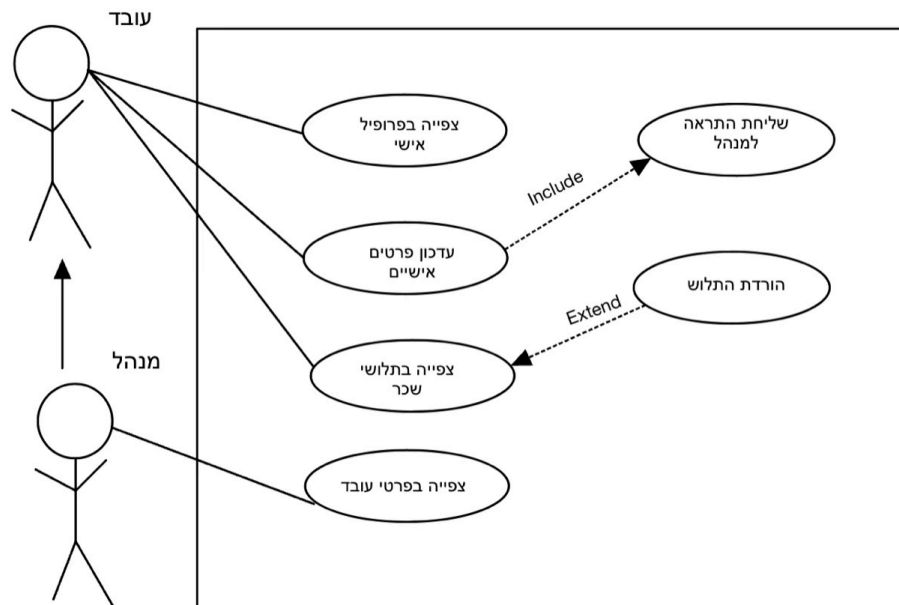 עובד
צפייה בפרופיל
אישי
שליחת התראה
למנהל
Include
עדכון פרטים
אישיים
הורדת התלוש
Extend
מנהל
צפייה בתלושי
שכר
צפייה בפרטי עובד